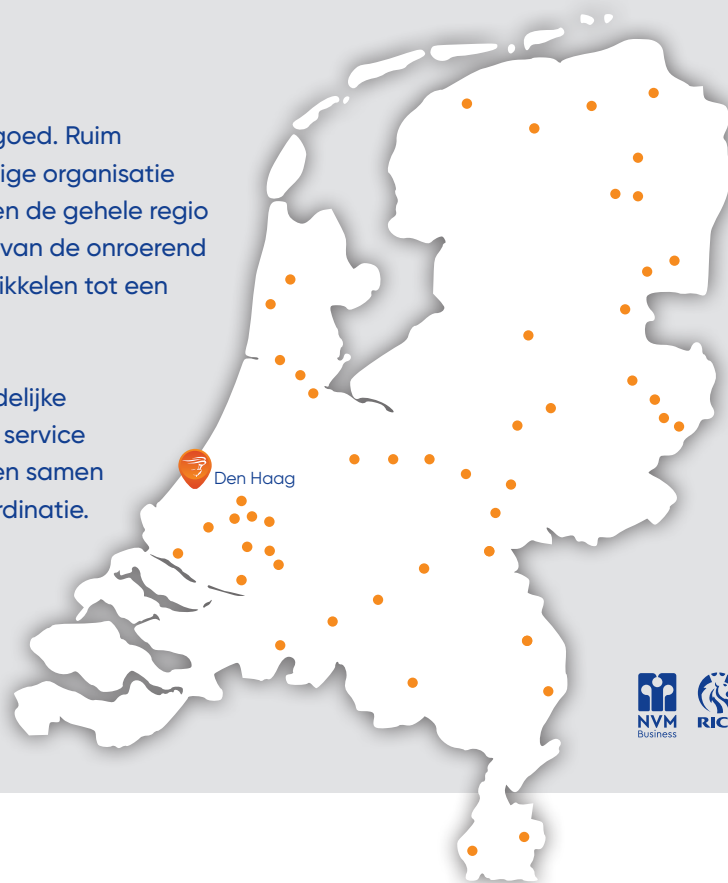 goed. Ruim
ige organisatie
en de gehele regio
van de onroerend
ikkelen tot een
delijke
service
en samen
rdinatie.
Den Haag
NVM
Business
RIC